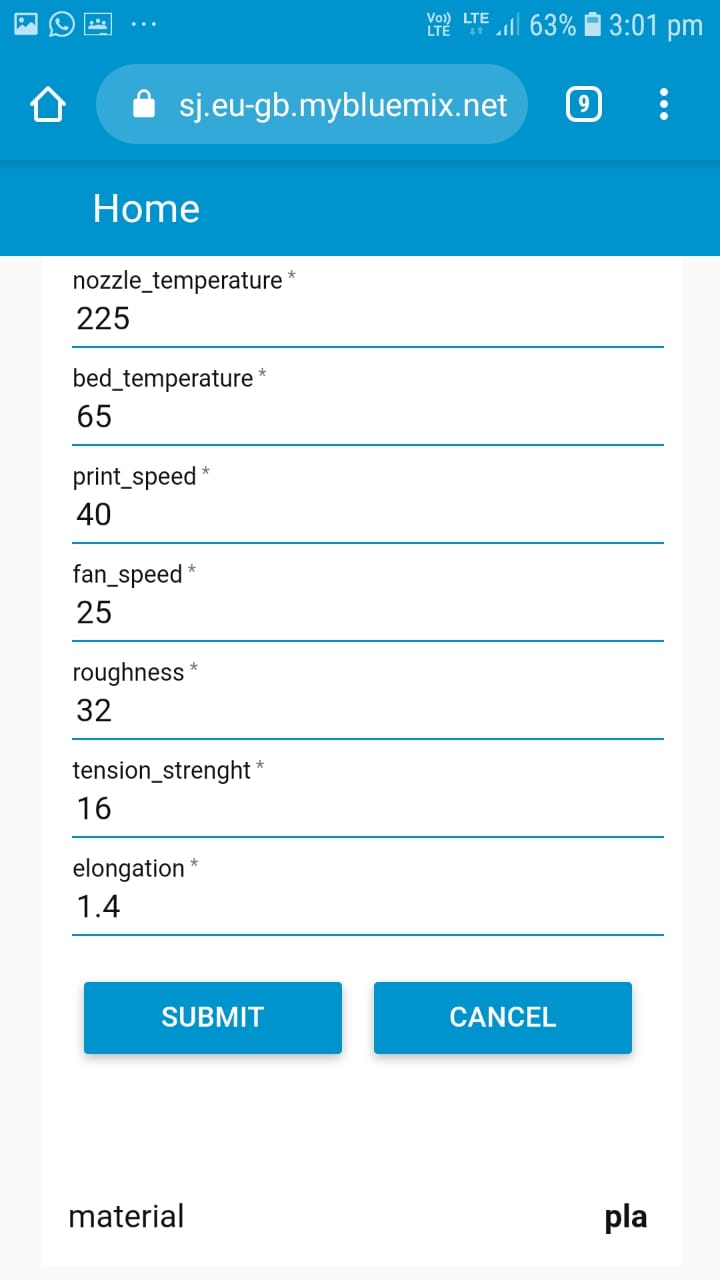 Vo)) LTE LTE 63% 3:01 pm
sj.eu-gb.mybluemix.net 9
Home
nozzle_temperature *
225
bed_temperature *
65
print_speed *
40
fan_speed *
25
roughness *
32
tension_strenght *
16
elongation *
1.4
SUBMIT CANCEL
material pla